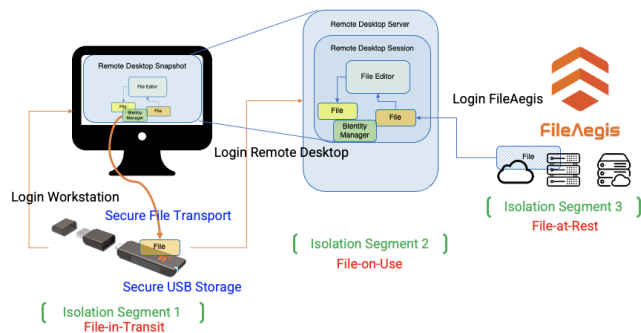 Remote Desktop Server
Remote Desktop Session
Remote Desktop Snapshot
File Editor
File
BIentity
Manager
File
File Editor
File
File
BIentity
Manager
Login FileAegis
FileAegis
File
Login Remote Desktop
Login Workstation
Secure File Transport
File
Secure USB Storage
Isolation Segment 1
File-in-Transit
Isolation Segment 2
File-on-Use
Isolation Segment 3
File-at-Rest